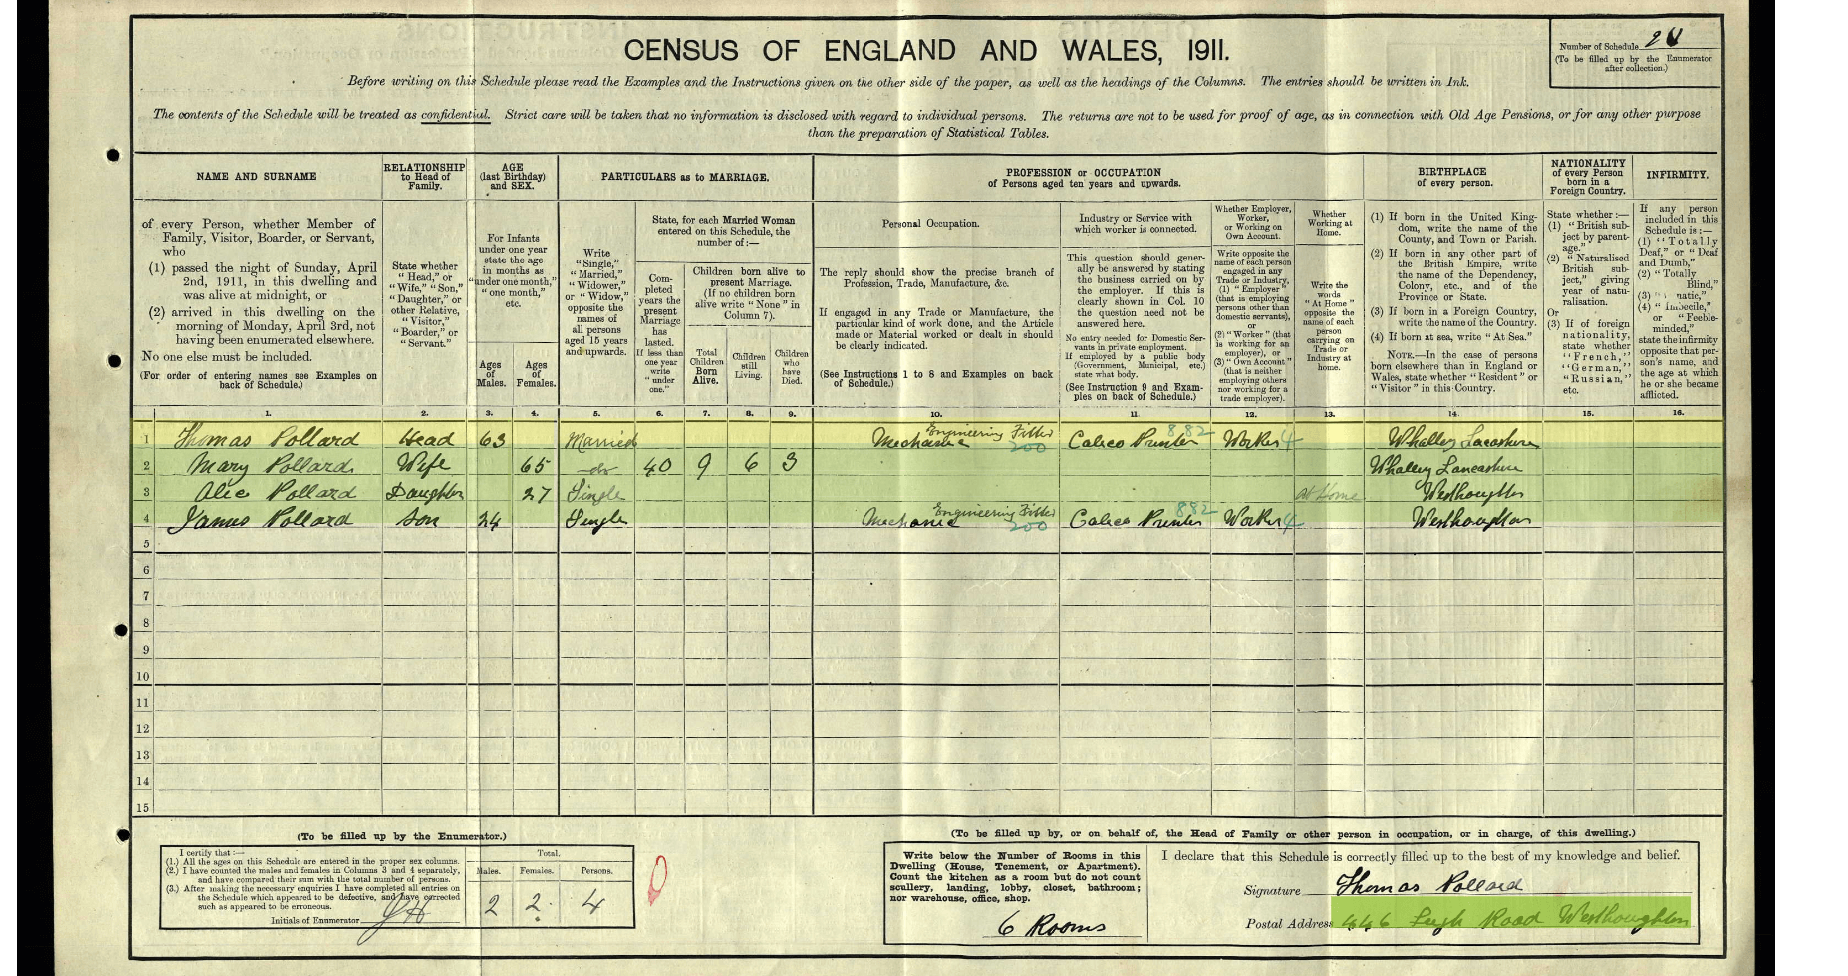 CENSUS OF ENGLAND AND WALES, 1911.
Number of Schedule
(To be filled up by the Enumerator
after collection.)
Before writing on this Schedule please read the Examples and the Instructions given on the other side of the paper, as well as the headings of the Columns. The entries should be written in Ink.
The contents of the Schedule will be treated as confidential. Strict care will be taken that no information is disclosed with regard to individual persons. The returns are not to be used for proof of age, as in connection with Old Age Pensions, or for any other purpose
than the preparation of Statistical Tables.
NAME AND SURNAME
of every Person, whether Member of
Family, Visitor, Boarder, or Servant,
who
(1) passed the night of Sunday, April
2nd, 1911, in this dwelling and
was alive at midnight, or
(2) arrived in this dwelling on the
morning of Monday, April 3rd, not
having been enumerated elsewhere.
No one else must be included.
(For order of entering names see Examples on
back of Schedule.)
RELATIONSHIP
to Head of
Family.
State whether
"Head," or
"Wife," "Son,"
"Daughter," or
other Relative,
"Visitor,"
"Boarder," or
"Servant."
AGE
(last Birthday)
and SEX.
For Infants
under one year
state the age
in months as
"under one month,"
"one month,"
etc.
Ages
of
Males.
Ages
of
Females.
PARTICULARS as to MARRIAGE.
Write
"Single,"
"Married,"
"Widower,"
or "Widow,"
opposite the
names of
all persons
aged 15 years
and upwards.
State, for each Married Woman
entered on this Schedule, the
number of:—
Com-
pleted
years the
present
Marriage
has
lasted.
If less than
one year
write
"under
one."
Children born alive to
present Marriage.
(If no children born
alive write "None" in
Column 7).
Total
Children
Born
Alive.
Children
still
Living.
Children
who
have
Died.
PROFESSION or OCCUPATION
of Persons aged ten years and upwards.
Personal Occupation.
The reply should show the precise branch of
Profession, Trade, Manufacture, &c.
If engaged in any Trade or Manufacture, the
particular kind of work done, and the Article
made or Material worked or dealt in should
be clearly indicated.
(See Instructions 1 to 8 and Examples on back
of Schedule.)
Industry or Service with
which worker is connected.
This question should gener-
ally be answered by stating
the business carried on by
the employer. If this is
clearly shown in Col. 10
the question need not be
answered here.
No entry needed for Domestic Ser-
vants in private employment.
If employed by a public body
(Government, Municipal, etc.)
state what body.
(See Instruction 9 and Exam-
ples on back of Schedule.)
Whether Employer,
Worker,
or Working on
Own Account.
Write opposite the
name of each person
engaged in any
Trade or Industry,
(1) "Employer"
(that is employing
persons other than
domestic servants),
or
(2) "Worker" (that
is working for an
employer), or
(3) "Own Account"
(that is neither
employing others
nor working for a
trade employer).
Whether
Working at
Home.
Write the
words
"At Home"
opposite the
name of each
person
carrying on
Trade or
Industry at
home.
BIRTHPLACE
of every person.
(1) If born in the United King-
dom, write the name of the
County, and Town or Parish.
(2) If born in any other part of
the British Empire, write
the name of the Dependency,
Colony, etc., and of the
Province or State.
(3) If born in a Foreign Country,
write the name of the Country.
(4) If born at sea, write "At Sea."
NOTE.—In the case of persons
born elsewhere than in England or
Wales, state whether "Resident" or
"Visitor" in this Country.
NATIONALITY
of every Person
born in a
Foreign Country.
State whether:—
(1) "British sub-
ject by parent-
age."
(2) "Naturalised
British sub-
ject," giving
year of natu-
ralisation.
Or
(3) If of foreign
nationality,
state whether
"French,"
"German,"
"Russian,"
etc.
INFIRMITY.
If any person
included in this
Schedule is:—
(1) "Totally
Deaf," or "Deaf
and Dumb,"
(2) "Totally
Blind,"
(3)
(4) "Imbecile,"
or "Feeble-
minded,"
state the infirmity
opposite that per-
son's name, and
the age at which
he or she became
afflicted.
1. 2. 3. 4. 5. 6. 7. 8. 9. 10. 11. 12. 13. 14. 15. 16.
1 Thomas Pollard Head 63 Married Mechanic Engineering Fitter 200 Calico Printer 882 Worker 4 Whalley Lancashire
2 Mary Pollard Wife 65 do 40 9 6 3 Whalley Lancashire
3 Alice Pollard Daughter 27 Single at Home Westhoughton
4 James Pollard Son 24 Single Mechanic Engineering Fitter 200 Calico Printer 882 Worker 4 Westhoughton
5
6
7
8
9
10
11
12
13
14
15
(To be filled up by the Enumerator.)
I certify that:—
(1.) All the ages on this Schedule are entered in the proper sex columns.
(2.) I have counted the males and females in Columns 3 and 4 separately,
and have compared their sum with the total number of persons.
(3.) After making the necessary enquiries I have completed all entries on
the Schedule which appeared to be defective, and have corrected
such as appeared to be erroneous.
Initials of Enumerator
Total.
Males. Females. Persons.
2 2 4
(To be filled up by, or on behalf of, the Head of Family or other person in occupation, or in charge, of this dwelling.)
Write below the Number of Rooms in this
Dwelling (House, Tenement, or Apartment).
Count the kitchen as a room but do not count
scullery, landing, lobby, closet, bathroom;
nor warehouse, office, shop.
6 Rooms
I declare that this Schedule is correctly filled up to the best of my knowledge and belief.
Signature Thomas Pollard
Postal Address 446 Leigh Road Westhoughton